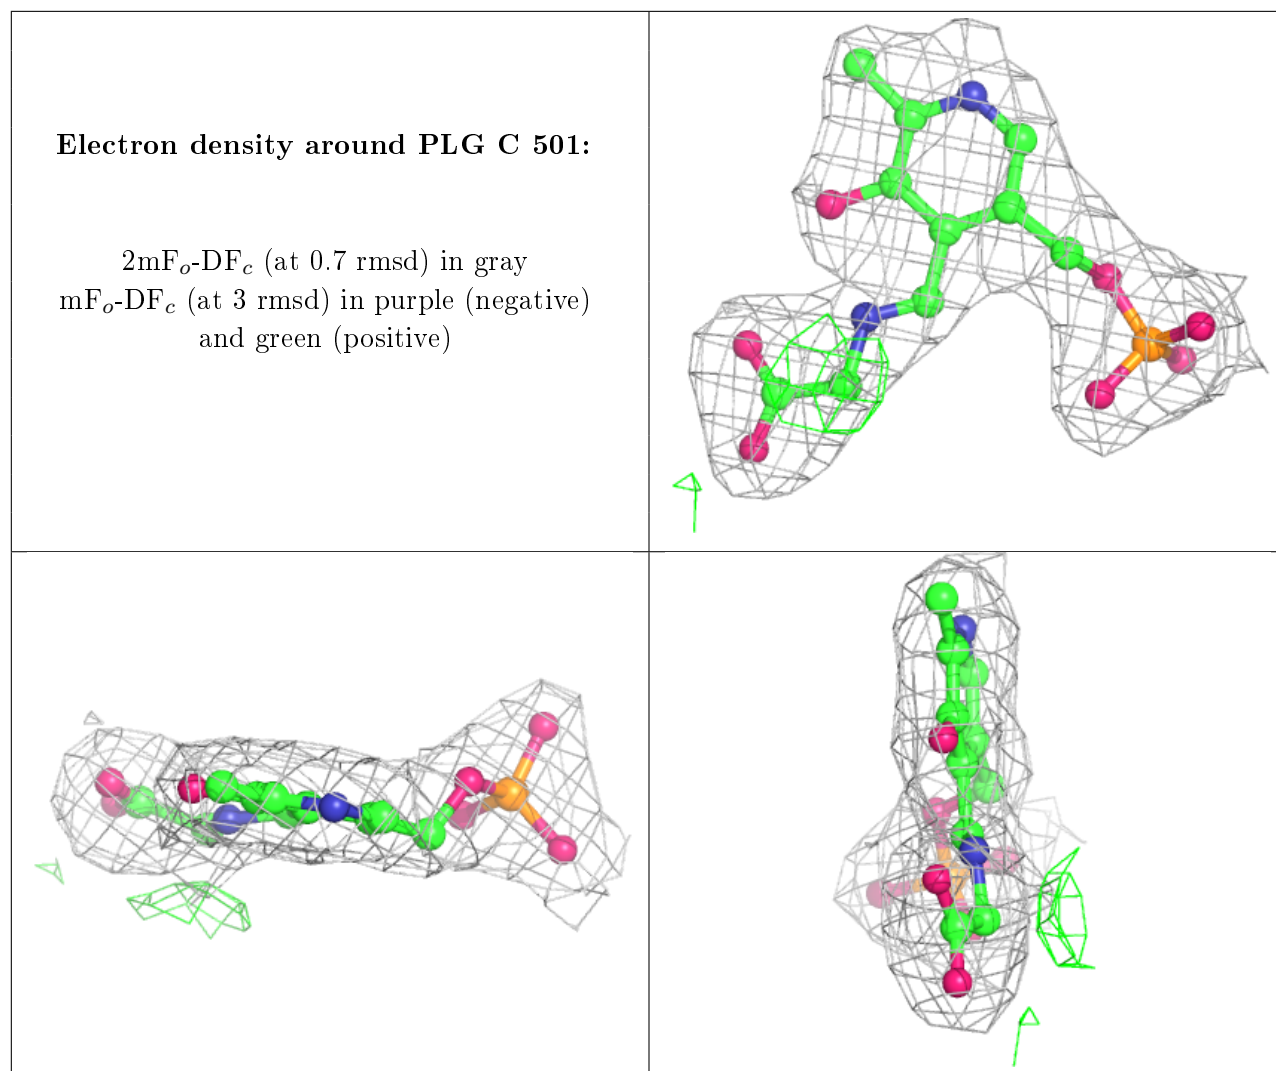 Electron density around PLG C 501:
2mFₒ-DF𝒸 (at 0.7 rmsd) in gray
mFₒ-DF𝒸 (at 3 rmsd) in purple (negative)
and green (positive)